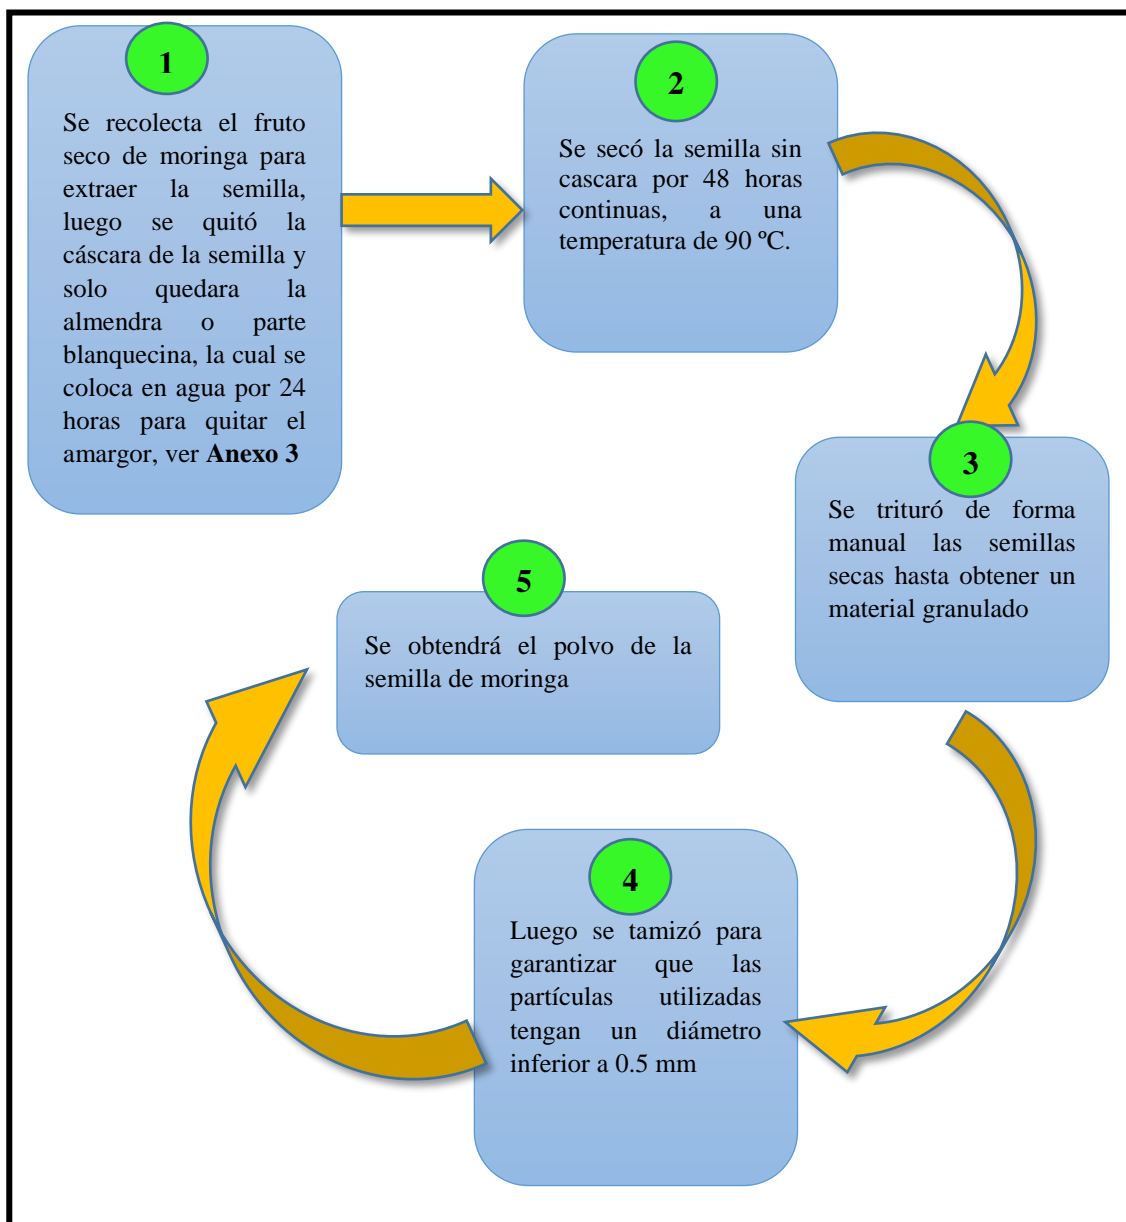 1
Se recolecta el fruto
seco de moringa para
extraer la semilla,
luego se quitó la
cáscara de la semilla y
solo quedara la
almendra o parte
blanquecina, la cual se
coloca en agua por 24
horas para quitar el
amargor, ver Anexo 3
2
Se secó la semilla sin
cascara por 48 horas
continuas, a una
temperatura de 90 ºC.
3
Se trituró de forma
manual las semillas
secas hasta obtener un
material granulado
4
Luego se tamizó para
garantizar que las
partículas utilizadas
tengan un diámetro
inferior a 0.5 mm
5
Se obtendrá el polvo de la
semilla de moringa